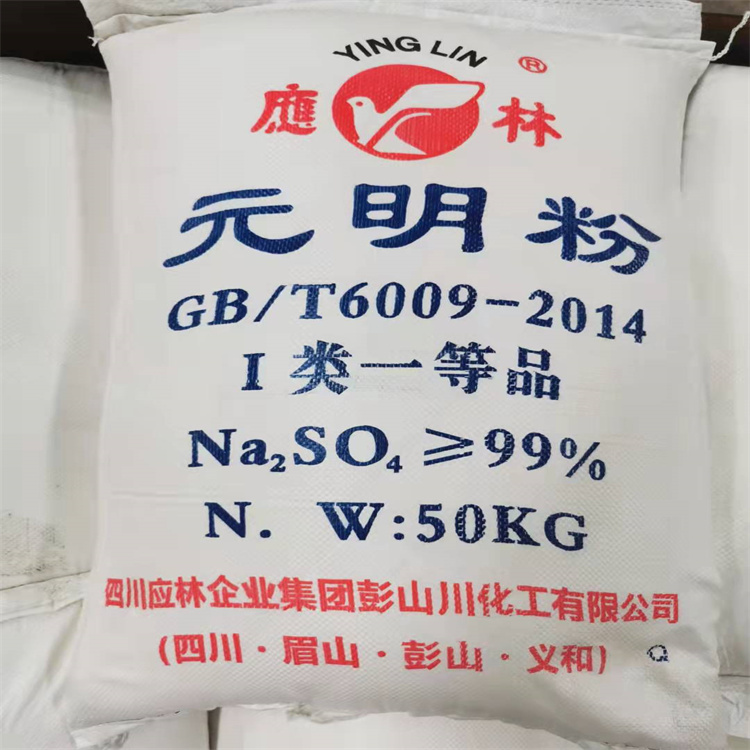 YING LIN ®
應 林
元明粉
GB/T6009-2014
I 类一等品
Na₂SO₄≥99%
N. W:50KG
四川应林企业集团彭山川化工有限公司
(四川·眉山·彭山·义和)
Q